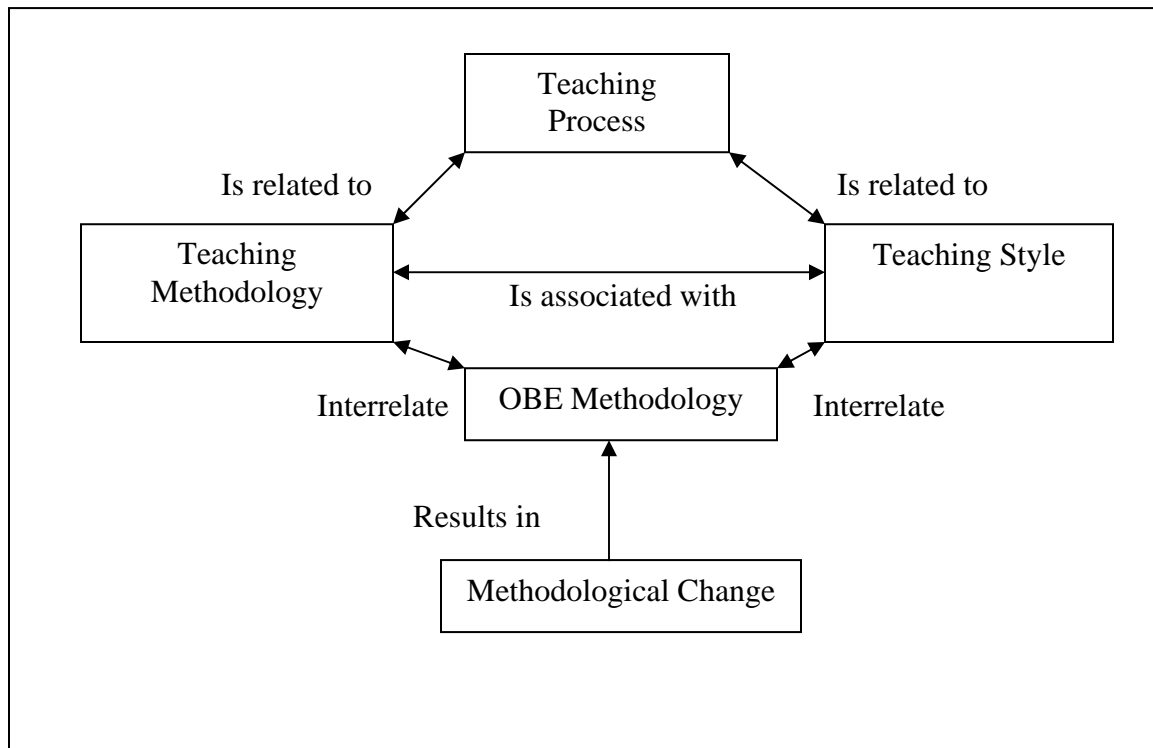 Teaching
Process
Is related to
Is related to
Teaching
Methodology
Teaching Style
Is associated with
Interrelate
OBE Methodology
Interrelate
Results in
Methodological Change